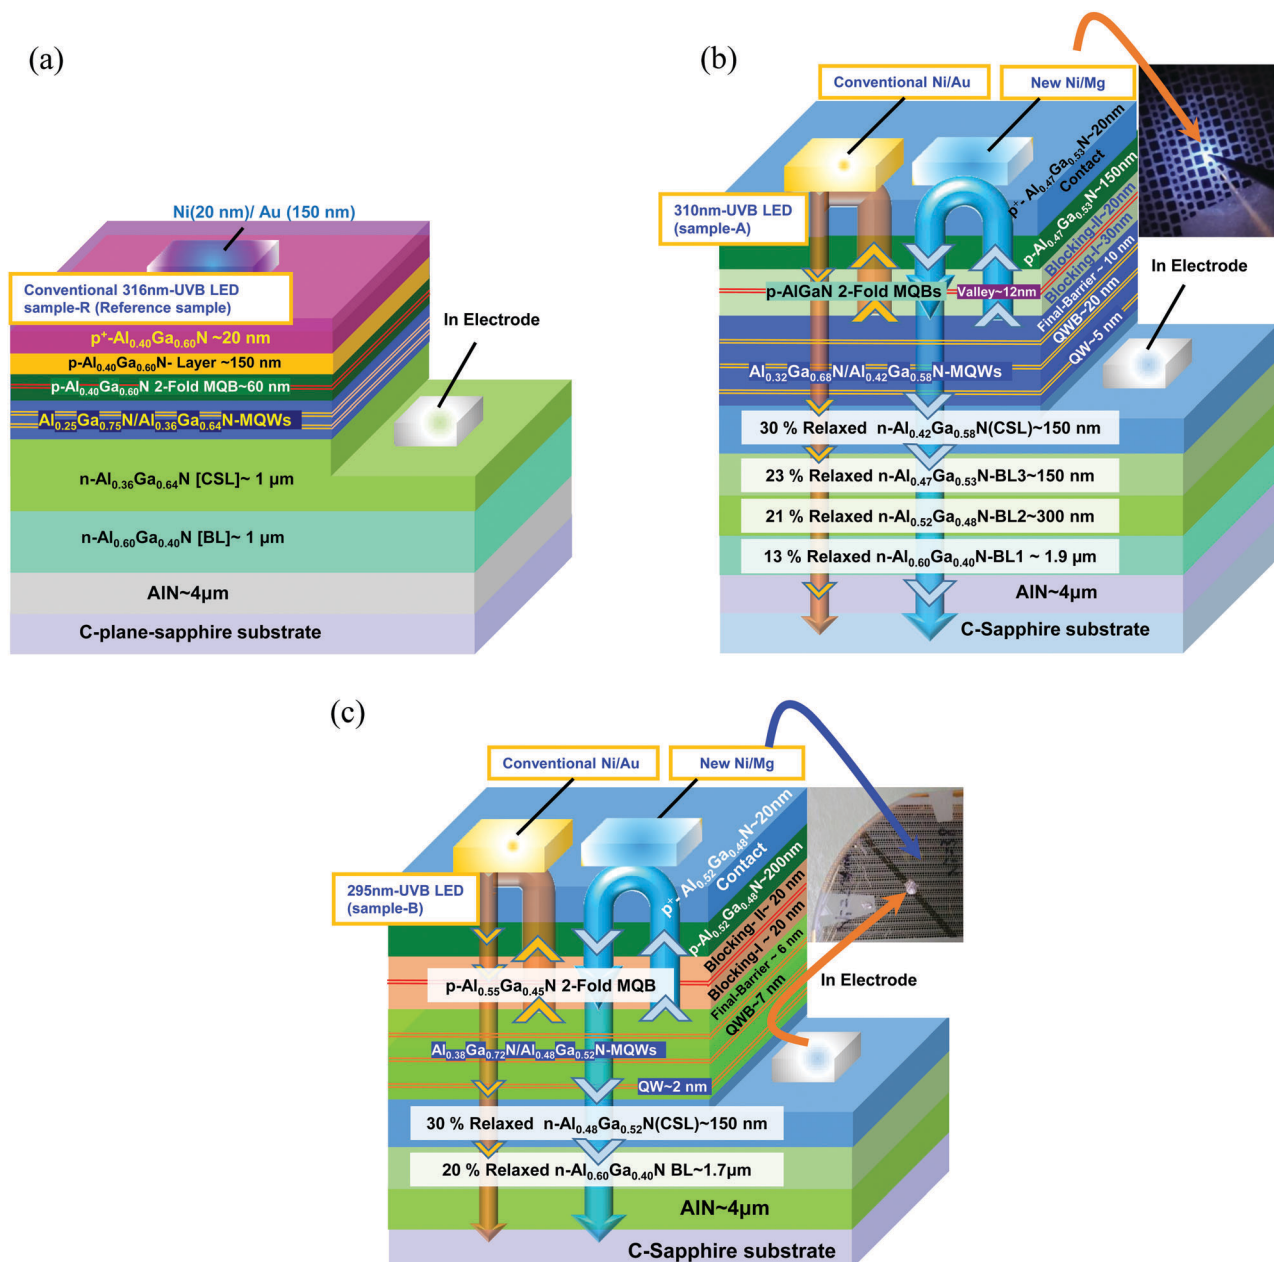 (a)
Ni(20 nm)/ Au (150 nm)
Conventional 316nm-UVB LED
sample-R (Reference sample)
In Electrode
p⁺-Al₀.₄₀Ga₀.₆₀N ~20 nm
p-Al₀.₄₀Ga₀.₆₀N- Layer ~150 nm
p-Al₀.₄₀Ga₀.₆₀N 2-Fold MQB~60 nm
Al₀.₂₅Ga₀.₇₅N/Al₀.₃₆Ga₀.₆₄N-MQWs
n-Al₀.₃₆Ga₀.₆₄N [CSL]~ 1 µm
n-Al₀.₆₀Ga₀.₄₀N [BL]~ 1 µm
AlN~4µm
C-plane-sapphire substrate
(b)
Conventional Ni/Au
New Ni/Mg
310nm-UVB LED
(sample-A)
p⁺- Al₀.₄₇Ga₀.₅₃N~20nm
Contact
p-Al₀.₄₇Ga₀.₅₃N~150nm
Blocking-II~20nm
Blocking-I~30nm
Final-Barrier ~ 10 nm
QWB~20 nm
QW~5 nm
In Electrode
p-AlGaN 2-Fold MQBs
Valley~12nm
Al₀.₃₂Ga₀.₆₈N/Al₀.₄₂Ga₀.₅₈N-MQWs
30 % Relaxed n-Al₀.₄₂Ga₀.₅₈N(CSL)~150 nm
23 % Relaxed n-Al₀.₄₇Ga₀.₅₃N-BL3~150 nm
21 % Relaxed n-Al₀.₅₂Ga₀.₄₈N-BL2~300 nm
13 % Relaxed n-Al₀.₆₀Ga₀.₄₀N-BL1 ~ 1.9 µm
AlN~4µm
C-Sapphire substrate
(c)
Conventional Ni/Au
New Ni/Mg
295nm-UVB LED
(sample-B)
p⁺- Al₀.₅₂Ga₀.₄₈N~20nm
Contact
p-Al₀.₅₂Ga₀.₄₈N~200nm
Blocking- II~ 20 nm
Blocking-I ~ 20 nm
Final-Barrier ~ 6 nm
QWB~7 nm
In Electrode
p-Al₀.₅₅Ga₀.₄₅N 2-Fold MQB
Al₀.₃₈Ga₀.₇₂N/Al₀.₄₈Ga₀.₅₂N-MQWs
QW~2 nm
30 % Relaxed n-Al₀.₄₈Ga₀.₅₂N(CSL)~150 nm
20 % Relaxed n-Al₀.₆₀Ga₀.₄₀N BL~1.7µm
AlN~4µm
C-Sapphire substrate